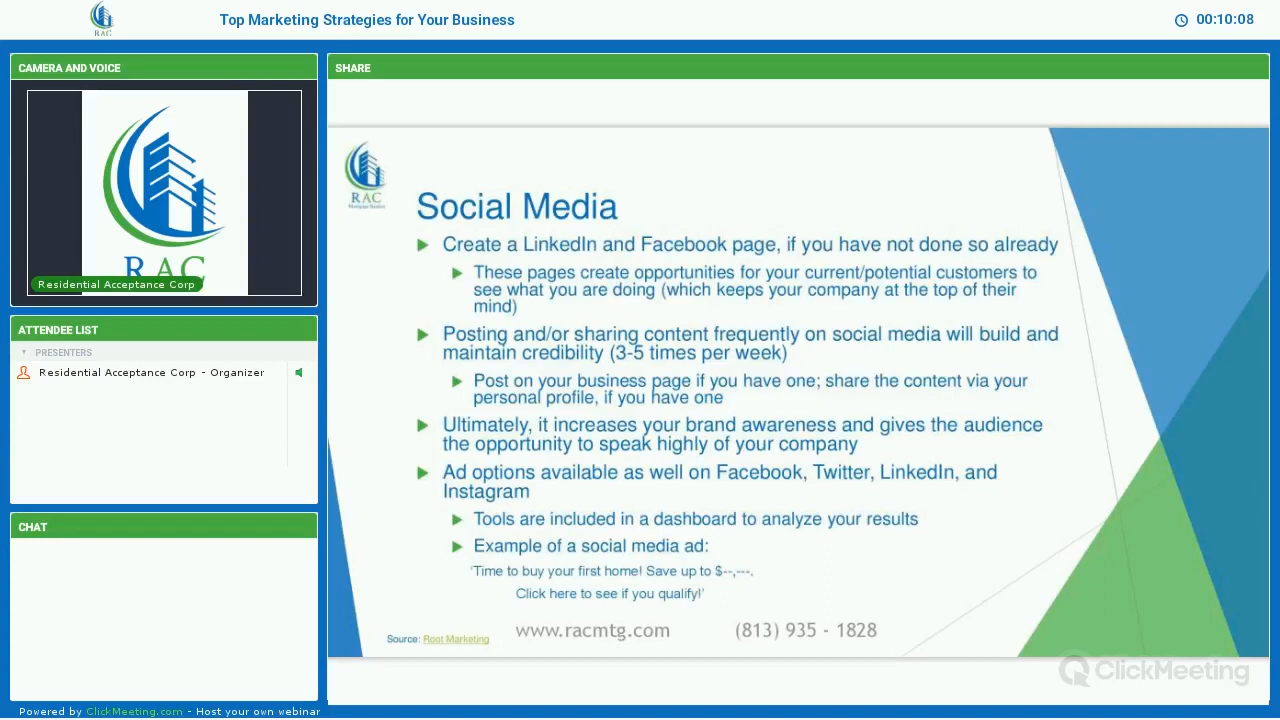 RAC
Top Marketing Strategies for Your Business
00:10:08
CAMERA AND VOICE
RAC
Residential Acceptance Corp
ATTENDEE LIST
PRESENTERS
Residential Acceptance Corp - Organizer
CHAT
Powered by ClickMeeting.com - Host your own webinar
SHARE
RAC
Mortgage Banker
Social Media
Create a LinkedIn and Facebook page, if you have not done so already
These pages create opportunities for your current/potential customers to
see what you are doing (which keeps your company at the top of their
mind)
Posting and/or sharing content frequently on social media will build and
maintain credibility (3-5 times per week)
Post on your business page if you have one; share the content via your
personal profile, if you have one
Ultimately, it increases your brand awareness and gives the audience
the opportunity to speak highly of your company
Ad options available as well on Facebook, Twitter, LinkedIn, and
Instagram
Tools are included in a dashboard to analyze your results
Example of a social media ad:
'Time to buy your first home! Save up to $--,---.
Click here to see if you qualify!'
Source: Root Marketing
www.racmtg.com (813) 935 - 1828
ClickMeeting